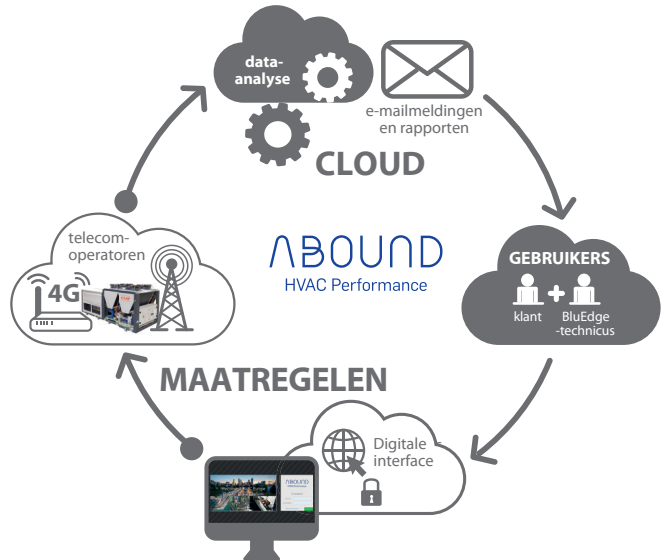 data-
analyse
e-mailmeldingen
en rapporten
CLOUD
telecom-
operatoren
4G
ABOUND
HVAC Performance
GEBRUIKERS
klant
BluEdge
-technicus
MAATREGELEN
Digitale
interface
ABOUND